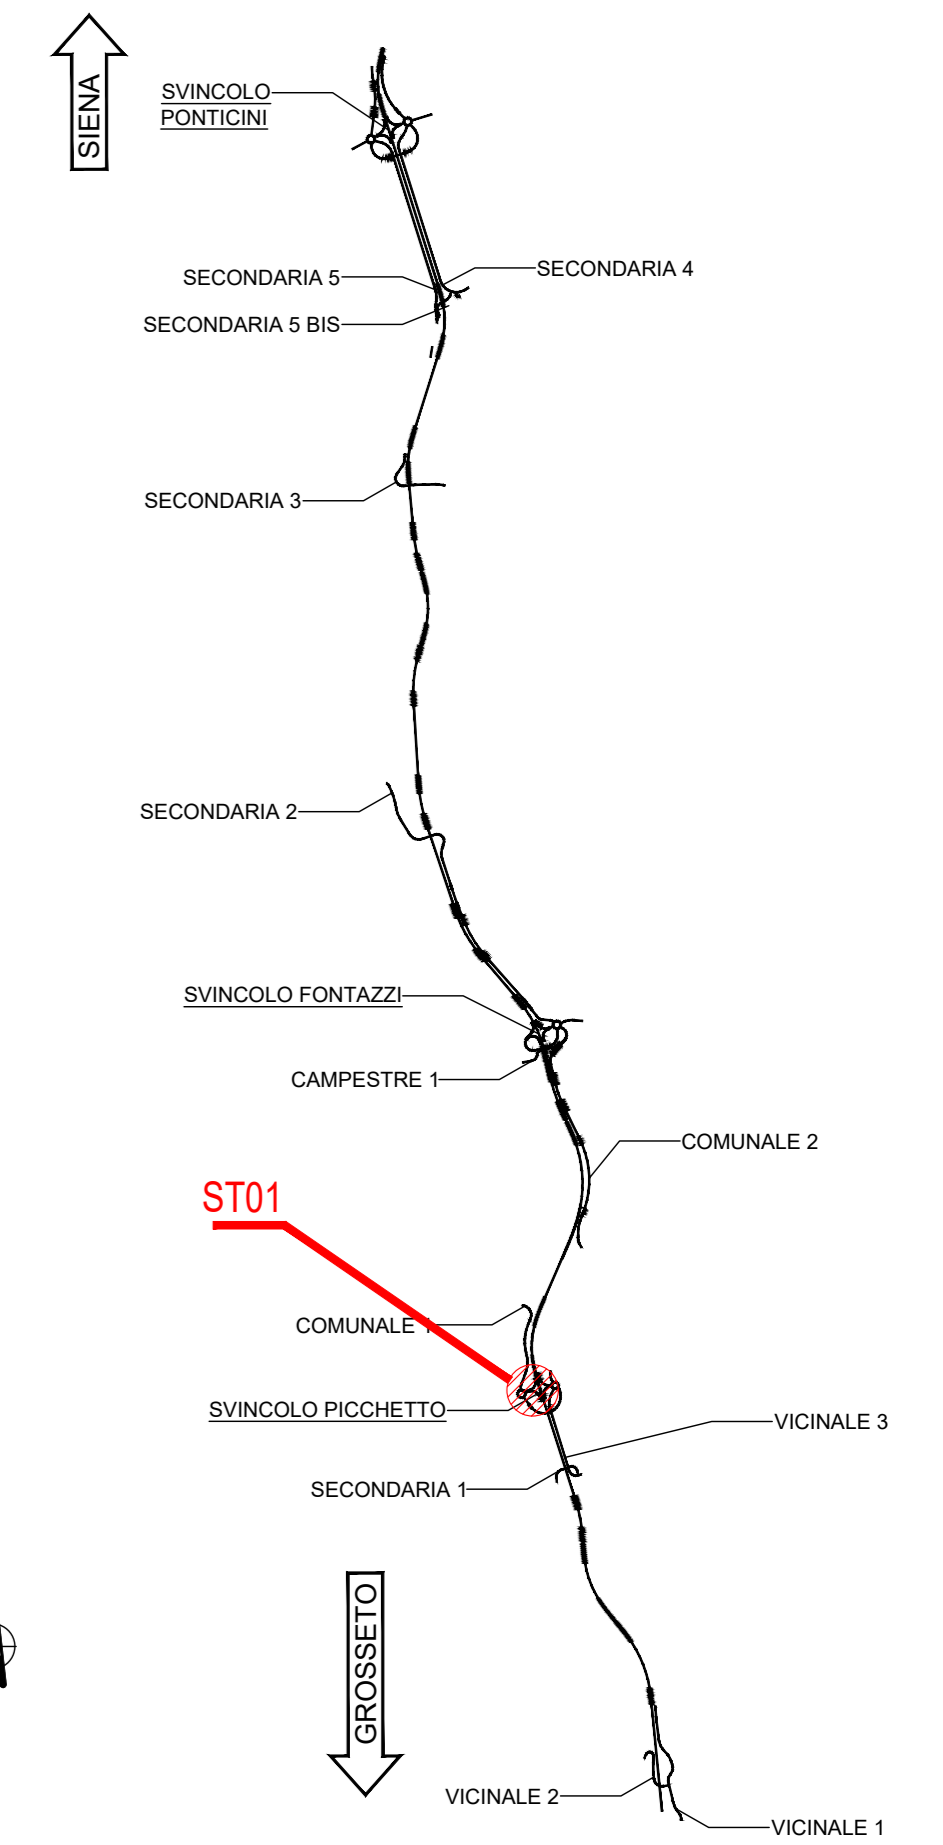 SIENA
SVINCOLO
PONTICINI
SECONDARIA 5
SECONDARIA 4
SECONDARIA 5 BIS
SECONDARIA 3
SECONDARIA 2
SVINCOLO FONTAZZI
CAMPESTRE 1
COMUNALE 2
ST01
COMUNALE 1
SVINCOLO PICCHETTO
VICINALE 3
SECONDARIA 1
GROSSETO
VICINALE 2
VICINALE 1